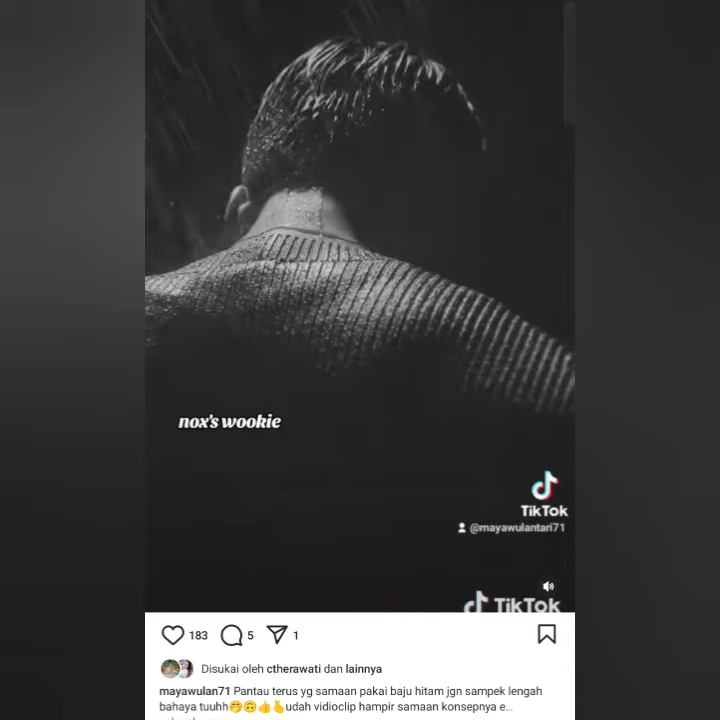 nox's wookie
TikTok
@mayawulantari71
TikTok
183 5 1
Disukai oleh ctherawati dan lainnya
mayawulan71 Pantau terus yg samaan pakai baju hitam jgn sampek lengah
bahaya tuuhh🤭🙃👍🫰udah vidioclip hampir samaan konsepnya e...